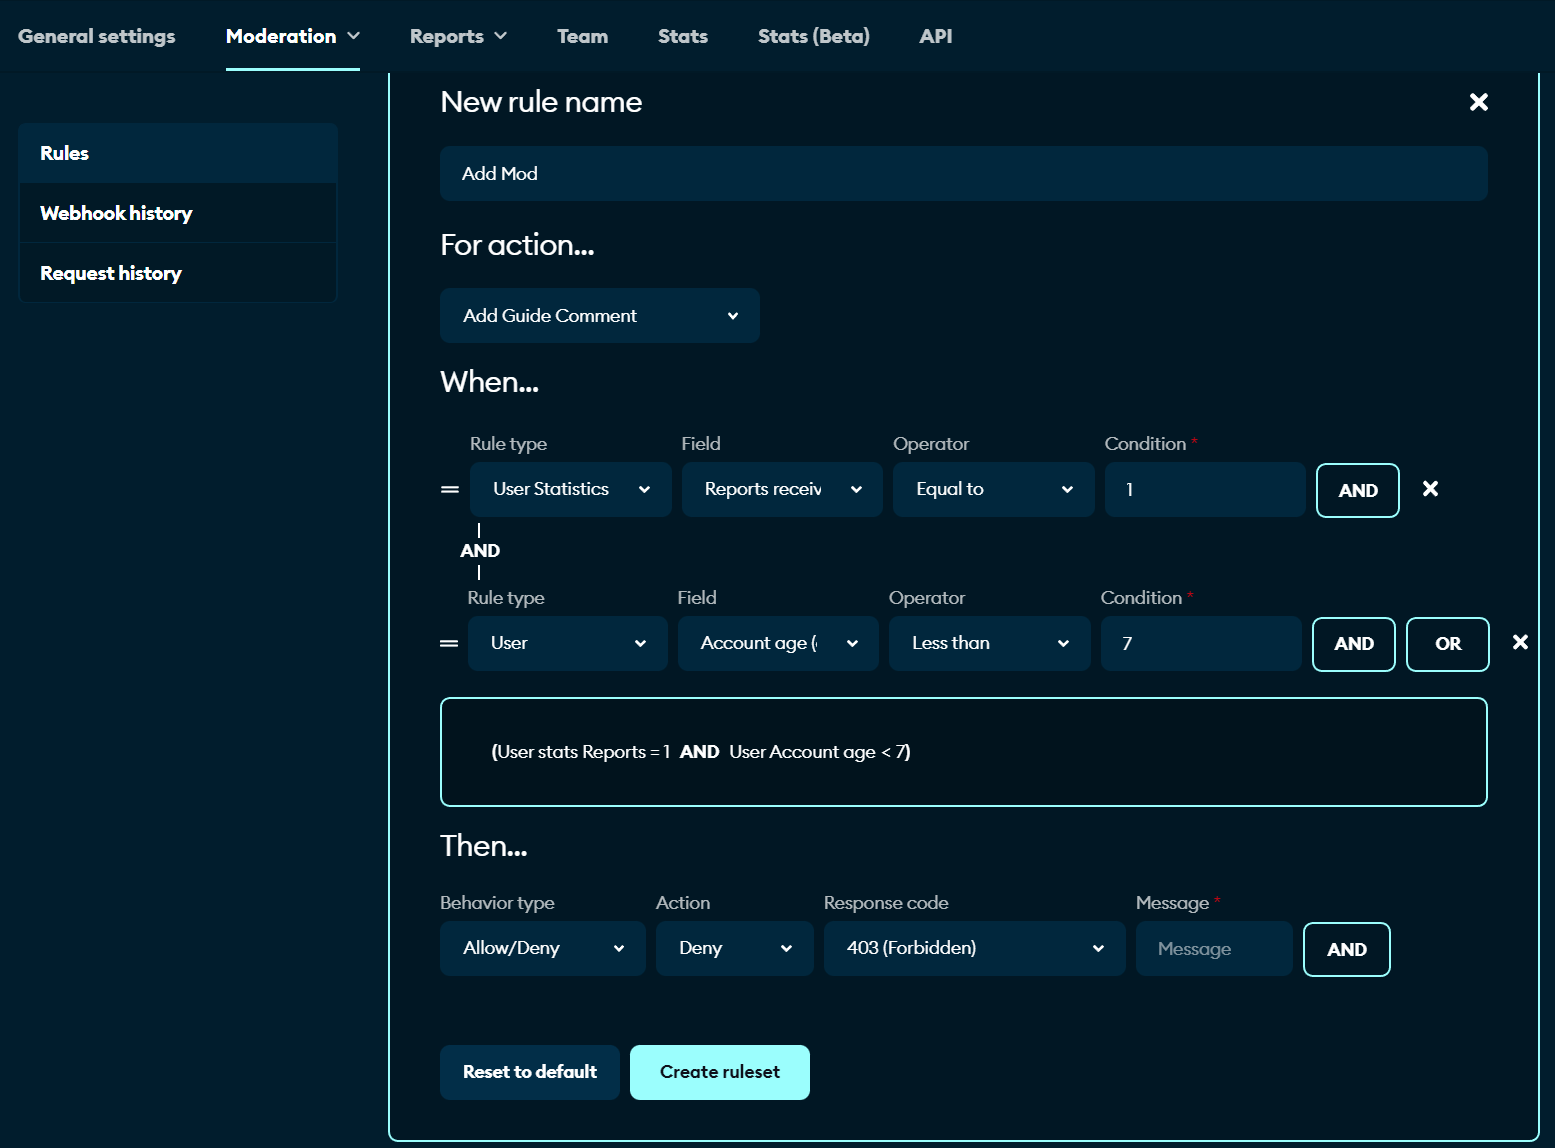 General settings Moderation Reports Team Stats Stats (Beta) API
New rule name
Rules
Webhook history
Request history
Add Mod
For action...
Add Guide Comment
When...
Rule type Field Operator Condition *
User Statistics Reports receiv Equal to 1 AND
AND
Rule type Field Operator Condition *
User Account age ( Less than 7 AND OR
(User stats Reports = 1 AND User Account age < 7)
Then...
Behavior type Action Response code Message *
Allow/Deny Deny 403 (Forbidden) Message AND
Reset to default Create ruleset